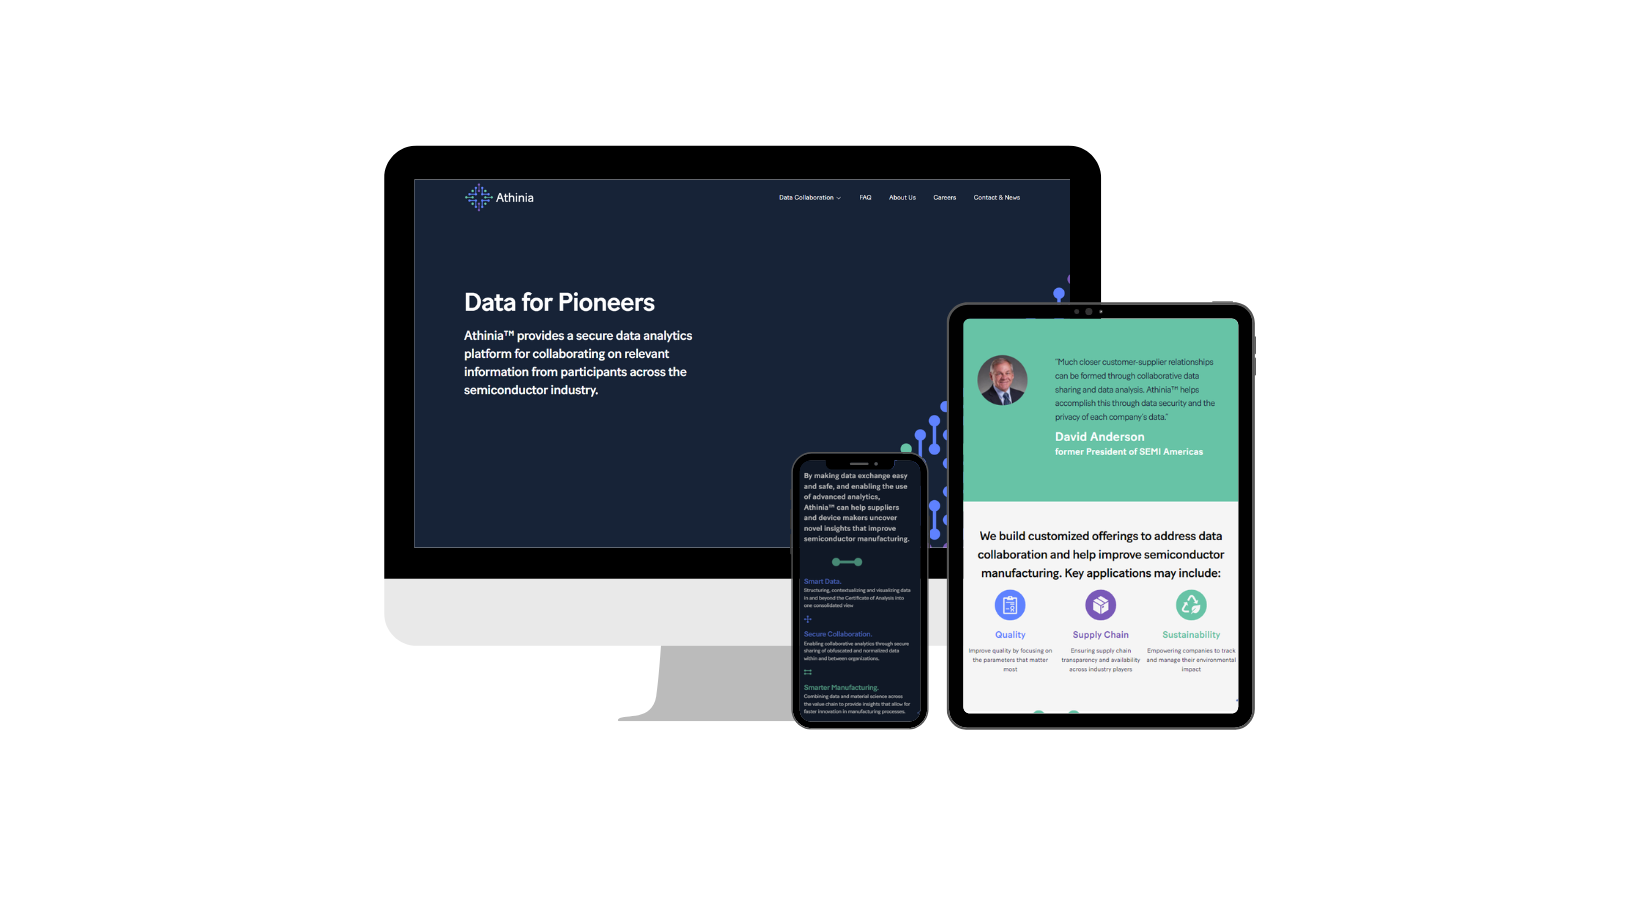 Athinia
Data Collaboration
FAQ
About Us
Careers
Contact & News
Data for Pioneers
Athinia™ provides a secure data analytics
platform for collaborating on relevant
information from participants across the
semiconductor industry.
By making data exchange easy
and safe, and enabling the use
of advanced analytics,
Athinia™ can help suppliers
and device makers uncover
novel insights that improve
semiconductor manufacturing.
Smart Data.
Structuring, contextualizing and visualizing data
in and beyond the Certificate of Analysis into
one consolidated view
Secure Collaboration.
Enabling collaborative analytics through secure
sharing of obfuscated and normalized data
within and between organizations.
Smarter Manufacturing.
Combining data and material science across
the value chain to provide insights that allow for
faster innovation in manufacturing processes.
"Much closer customer-supplier relationships
can be formed through collaborative data
sharing and data analysis. Athinia™ helps
accomplish this through data security and the
privacy of each company's data."
David Anderson
former President of SEMI Americas
We build customized offerings to address data
collaboration and help improve semiconductor
manufacturing. Key applications may include:
Quality
Improve quality by focusing on
the parameters that matter
most
Supply Chain
Ensuring supply chain
transparency and availability
across industry players
Sustainability
Empowering companies to track
and manage their environmental
impact